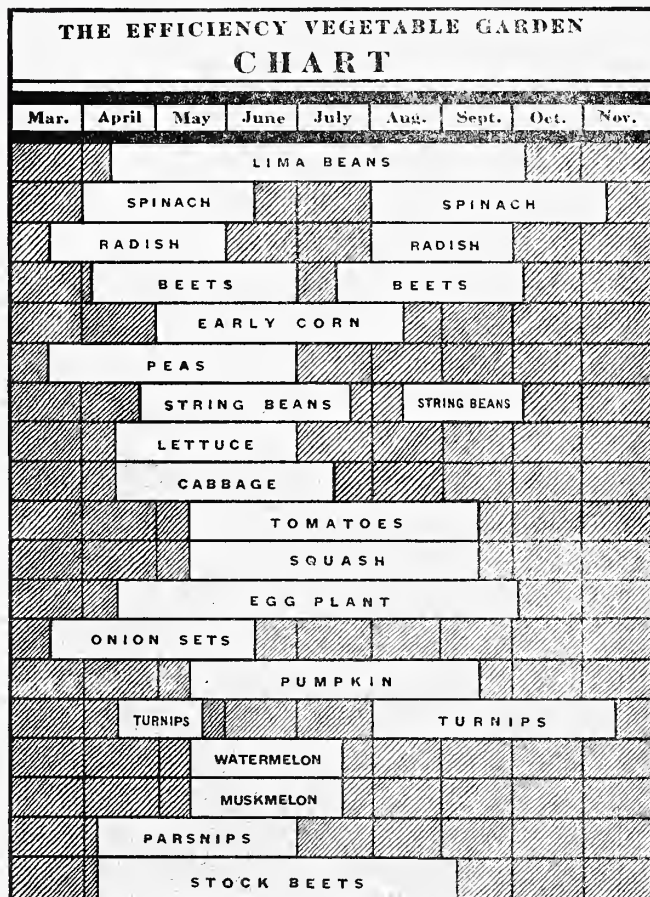 THE EFFICIENCY VEGETABLE GARDEN
CHART
Mar. April May June July Aug. Sept. Oct. Nov.
LIMA BEANS
SPINACH SPINACH
RADISH RADISH
BEETS BEETS
EARLY CORN
PEAS
STRING BEANS STRING BEANS
LETTUCE
CABBAGE
TOMATOES
SQUASH
EGG PLANT
ONION SETS
PUMPKIN
TURNIPS TURNIPS
WATERMELON
MUSKMELON
PARSNIPS
STOCK BEETS